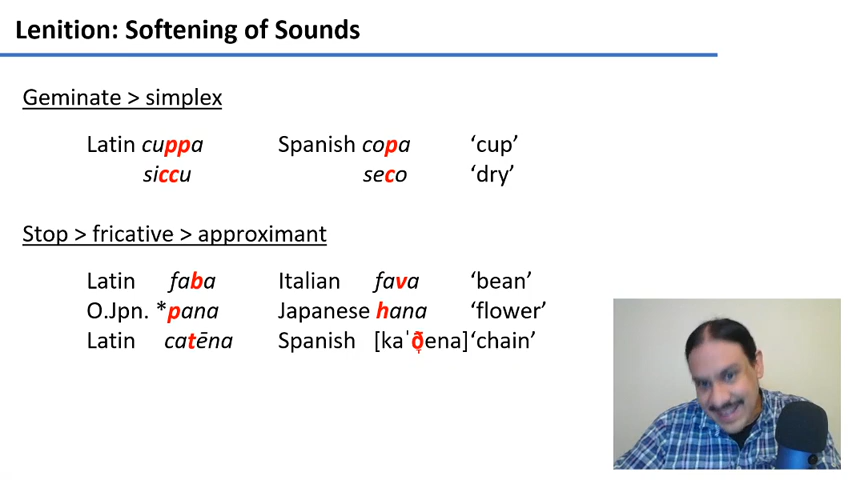 Lenition: Softening of Sounds
Geminate > simplex
Latin cuppa Spanish copa ‘cup’
siccu seco ‘dry’
Stop > fricative > approximant
Latin faba Italian fava ‘bean’
O.Jpn. *pana Japanese hana ‘flower’
Latin catēna Spanish [kaˈð̞ena] ‘chain’